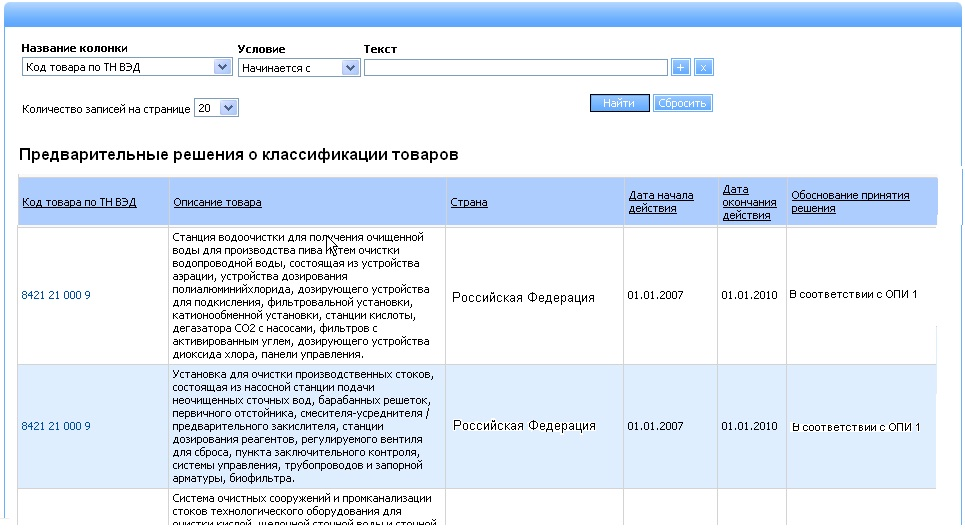 Название колонки Условие Текст
Код товара по ТН ВЭД Начинается с + x
Количество записей на странице 20 Найти Сбросить
Предварительные решения о классификации товаров
Код товара по ТН ВЭД
Описание товара
Страна
Дата начала
действия
Дата
окончания
действия
Обоснование принятия
решения
8421 21 000 9
Станция водоочистки для получения очищенной
воды для производства пива путем очистки
водопроводной воды, состоящая из устройства
аэрации, устройства дозирования
полиалюминийхлорида, дозирующего устройства
для подкисления, фильтровальной установки,
катионообменной установки, станции кислоты,
дегазатора CO2 с насосами, фильтров с
активированным углем, дозирующего устройства
диоксида хлора, панели управления.
Российская Федерация
01.01.2007
01.01.2010
В соответствии с ОПИ 1
8421 21 000 9
Установка для очистки производственных стоков,
состоящая из насосной станции подачи
неочищенных сточных вод, барабанных решеток,
первичного отстойника, смесителя-усреднителя /
предварительного закислителя, станции
дозирования реагентов, регулируемого вентиля
для сброса, пункта заключительного контроля,
системы управления, трубопроводов и запорной
арматуры, биофильтра.
Российская Федерация
01.01.2007
01.01.2010
В соответствии с ОПИ 1
Система очистных сооружений и промканализации
стоков технологического оборудования для
очистки кислой, щелочной сточной воды и сточной